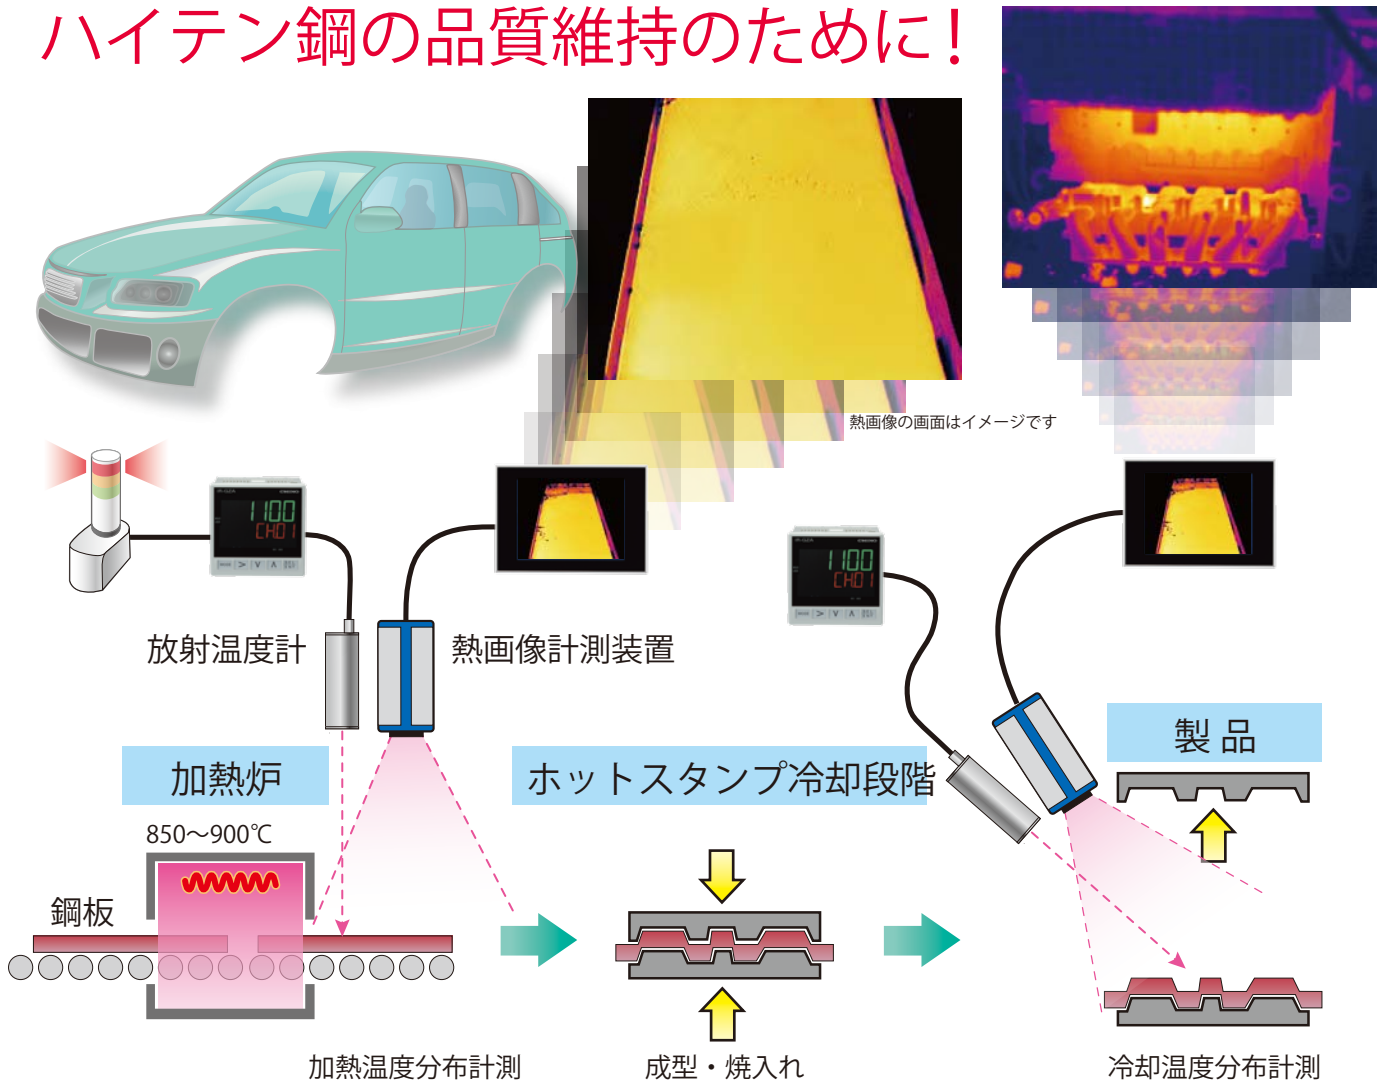 ハイテン鋼の品質維持のために！
熱画像の画面はイメージです
1100
CH01
1100
CH01
放射温度計
熱画像計測装置
加熱炉
ホットスタンプ冷却段階
製品
850～900℃
鋼板
加熱温度分布計測
成型・焼入れ
冷却温度分布計測